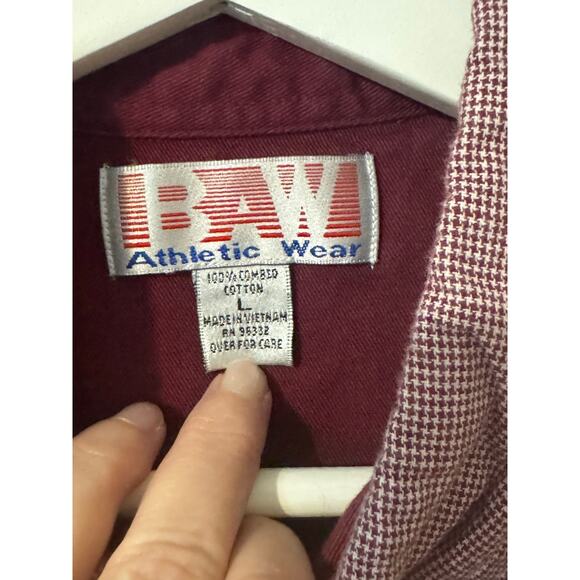 BAW
Athletic Wear
100% COMBED
COTTON
L
MADE IN VIETNAM
RN 96332
OVER FOR CARE